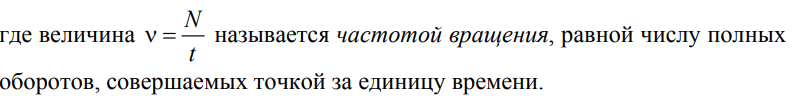 где величина ν = N/t называется частотой вращения, равной числу полных
оборотов, совершаемых точкой за единицу времени.